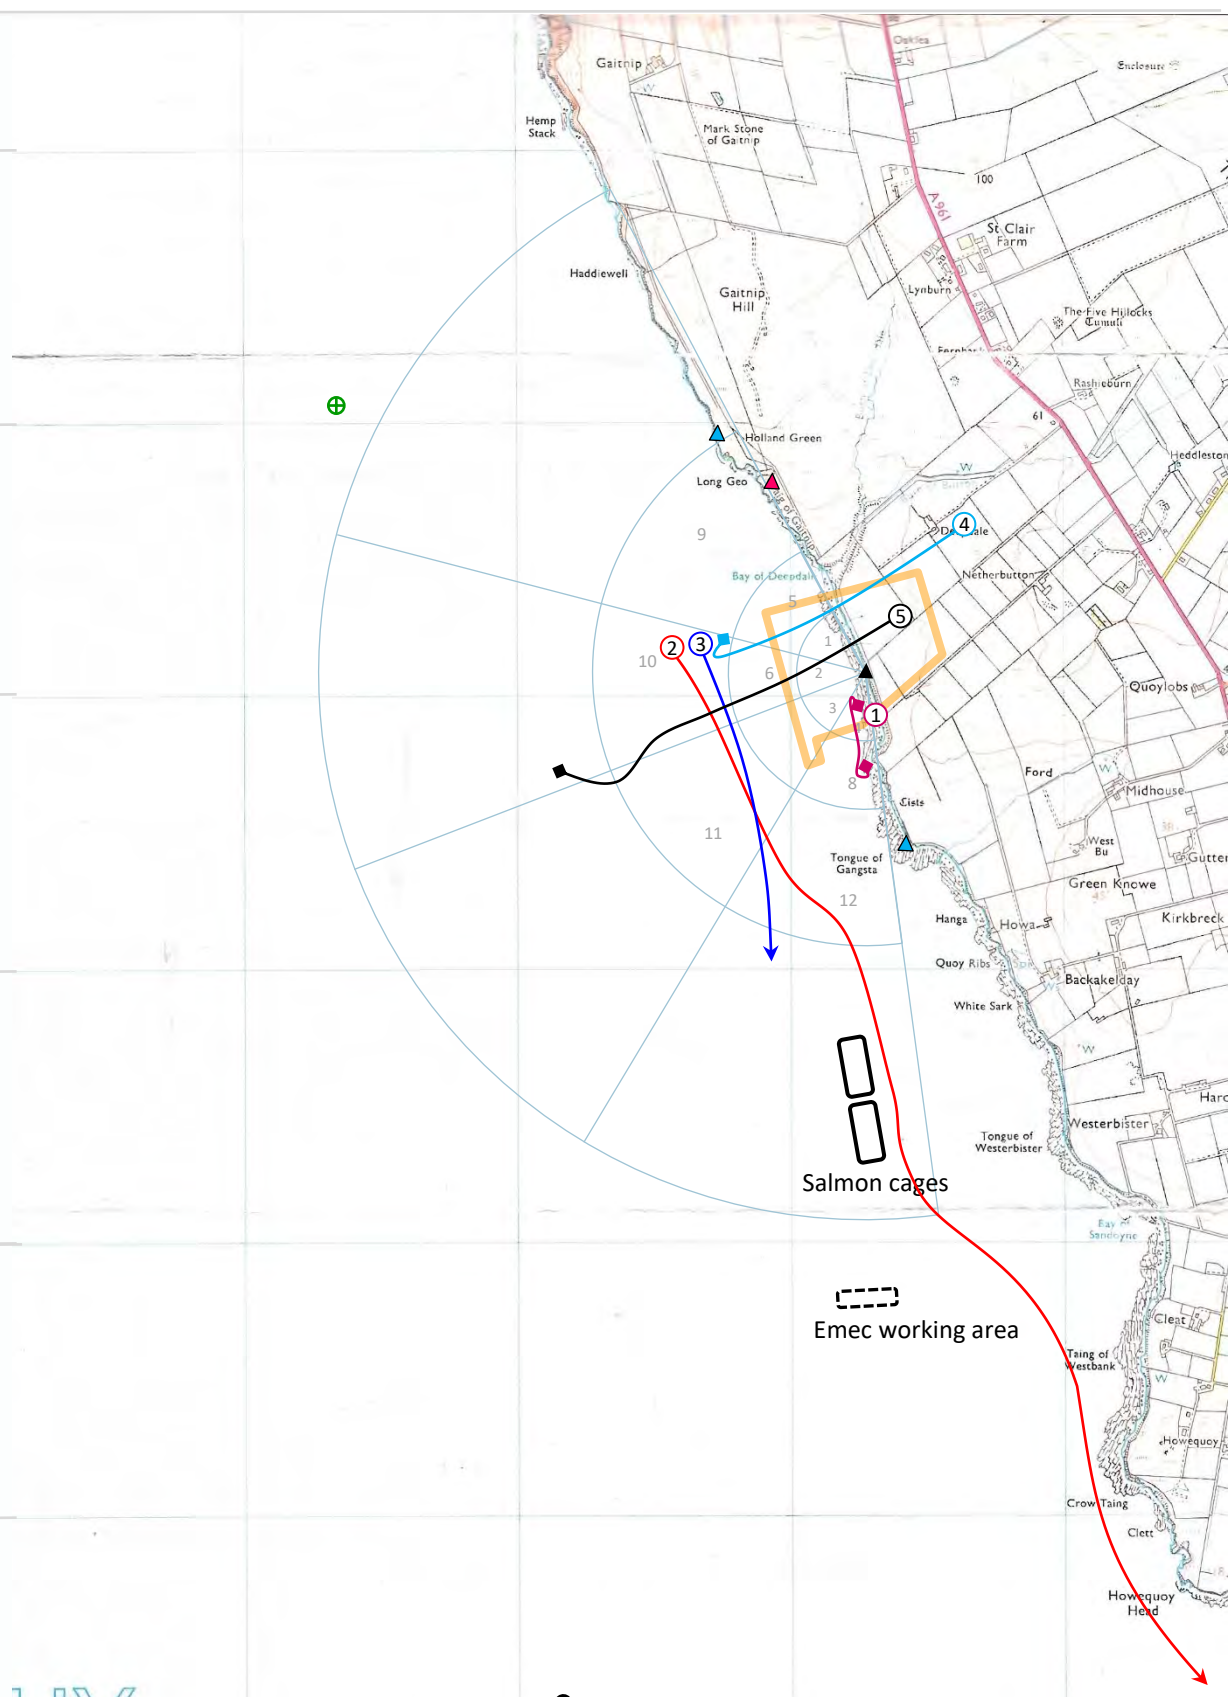 Oaklea
Gaitnip
Enclosure
W
Hemp
Stack
Mark Stone
of Gaitnip
100
A 961
St Clair
Farm
Haddiewell
Lynburn
Gaitnip
Hill
The Five Hillocks
Tumuli
Fernbank
Rashieburn
61
Holland Green
Heddleston
W
Long Geo
9
4
Bay of Deepdale
Netherbutton
5
5
1
3
2
10
6
2
Quoylobs
3
1
Ford
W
8
Midhouse
Cists
11
West
Bu
Tongue of
Gangsta
Gutter
Green Knowe
12
Hanga
Howa
Kirkbreck
Quoy Ribs
Backakelday
W
White Sark
W
Westerbister
Tongue of
Westerbister
Salmon cages
Bay of
Sandoyne
Emec working area
Cleat
Taing of
Westbank
W
Howequoy
Crow Taing
Clett
Howequoy
Head